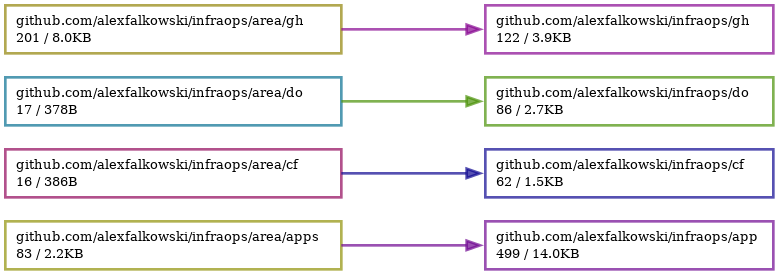 github.com/alexfalkowski/infraops/area/gh
201 / 8.0KB
github.com/alexfalkowski/infraops/gh
122 / 3.9KB
github.com/alexfalkowski/infraops/area/do
17 / 378B
github.com/alexfalkowski/infraops/do
86 / 2.7KB
github.com/alexfalkowski/infraops/area/cf
16 / 386B
github.com/alexfalkowski/infraops/cf
62 / 1.5KB
github.com/alexfalkowski/infraops/area/apps
83 / 2.2KB
github.com/alexfalkowski/infraops/app
499 / 14.0KB